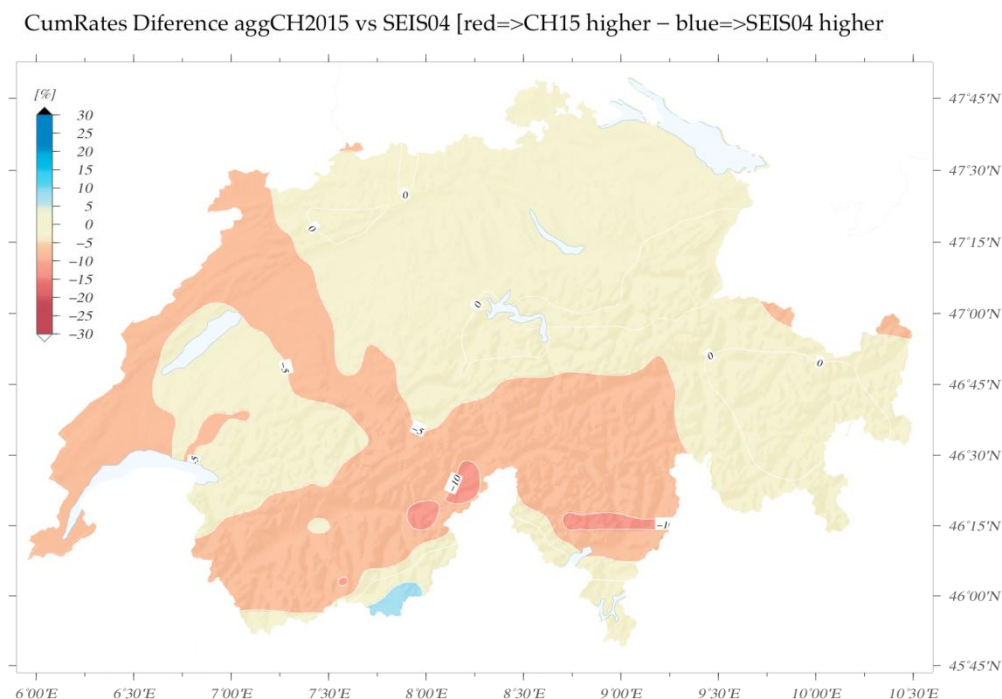 CumRates Diference aggCH2015 vs SEIS04 [red=>CH15 higher – blue=>SEIS04 higher
[%]
30
25
20
15
10
5
0
−5
−10
−15
−20
−25
−30
47°45'N
47°30'N
47°15'N
47°00'N
46°45'N
46°30'N
46°15'N
46°00'N
45°45'N
0
0
0
0
0
−5
−5
5
−10
−1
6°00'E 6°30'E 7°00'E 7°30'E 8°00'E 8°30'E 9°00'E 9°30'E 10°00'E 10°30'E